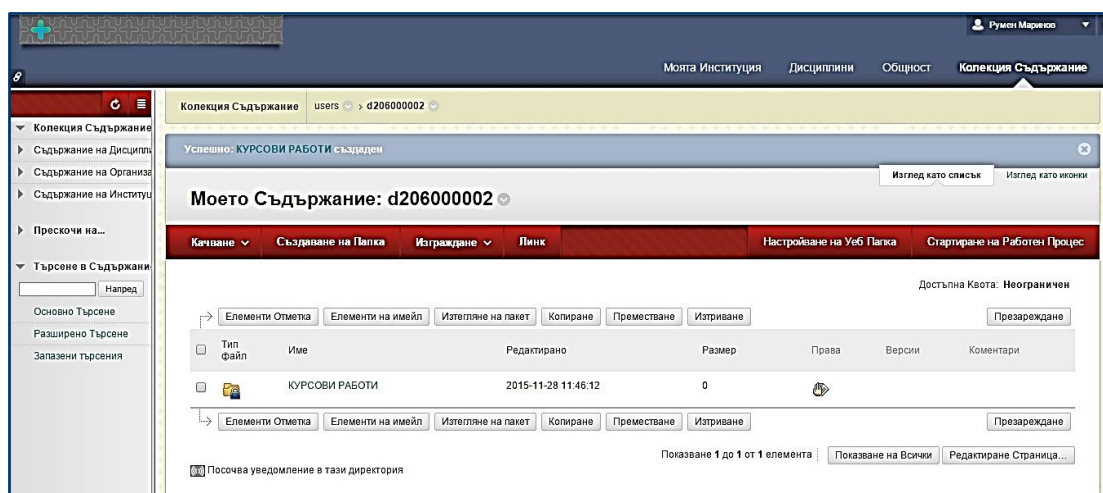 Румен Маринов
Моята Институция Дисциплини Общност Колекция Съдържание
Колекция Съдържание users > d206000002
Колекция Съдържание
Съдържание на Дисципли
Съдържание на Организа
Съдържание на Институц
Прескочи на...
Търсене в Съдържани
Напред
Основно Търсене
Разширено Търсене
Запазени търсения
Успешно: КУРСОВИ РАБОТИ създаден
Изглед като списък Изглед като иконки
Моето Съдържание: d206000002
Качване Създаване на Папка Изграждане Линк Настройване на Уеб Папка Стартиране на Работен Процес
Достъпна Квота: Неограничен
Елементи Отметка Елементи на имейл Изтегляне на пакет Копиране Преместване Изтриване Презареждане
Тип файл Име Редактирано Размер Права Версии Коментари
КУРСОВИ РАБОТИ 2015-11-28 11:46:12 0
Елементи Отметка Елементи на имейл Изтегляне на пакет Копиране Преместване Изтриване Презареждане
Показване 1 до 1 от 1 елемента Показване на Всички Редактиране Страница...
Посочва уведомление в тази директория